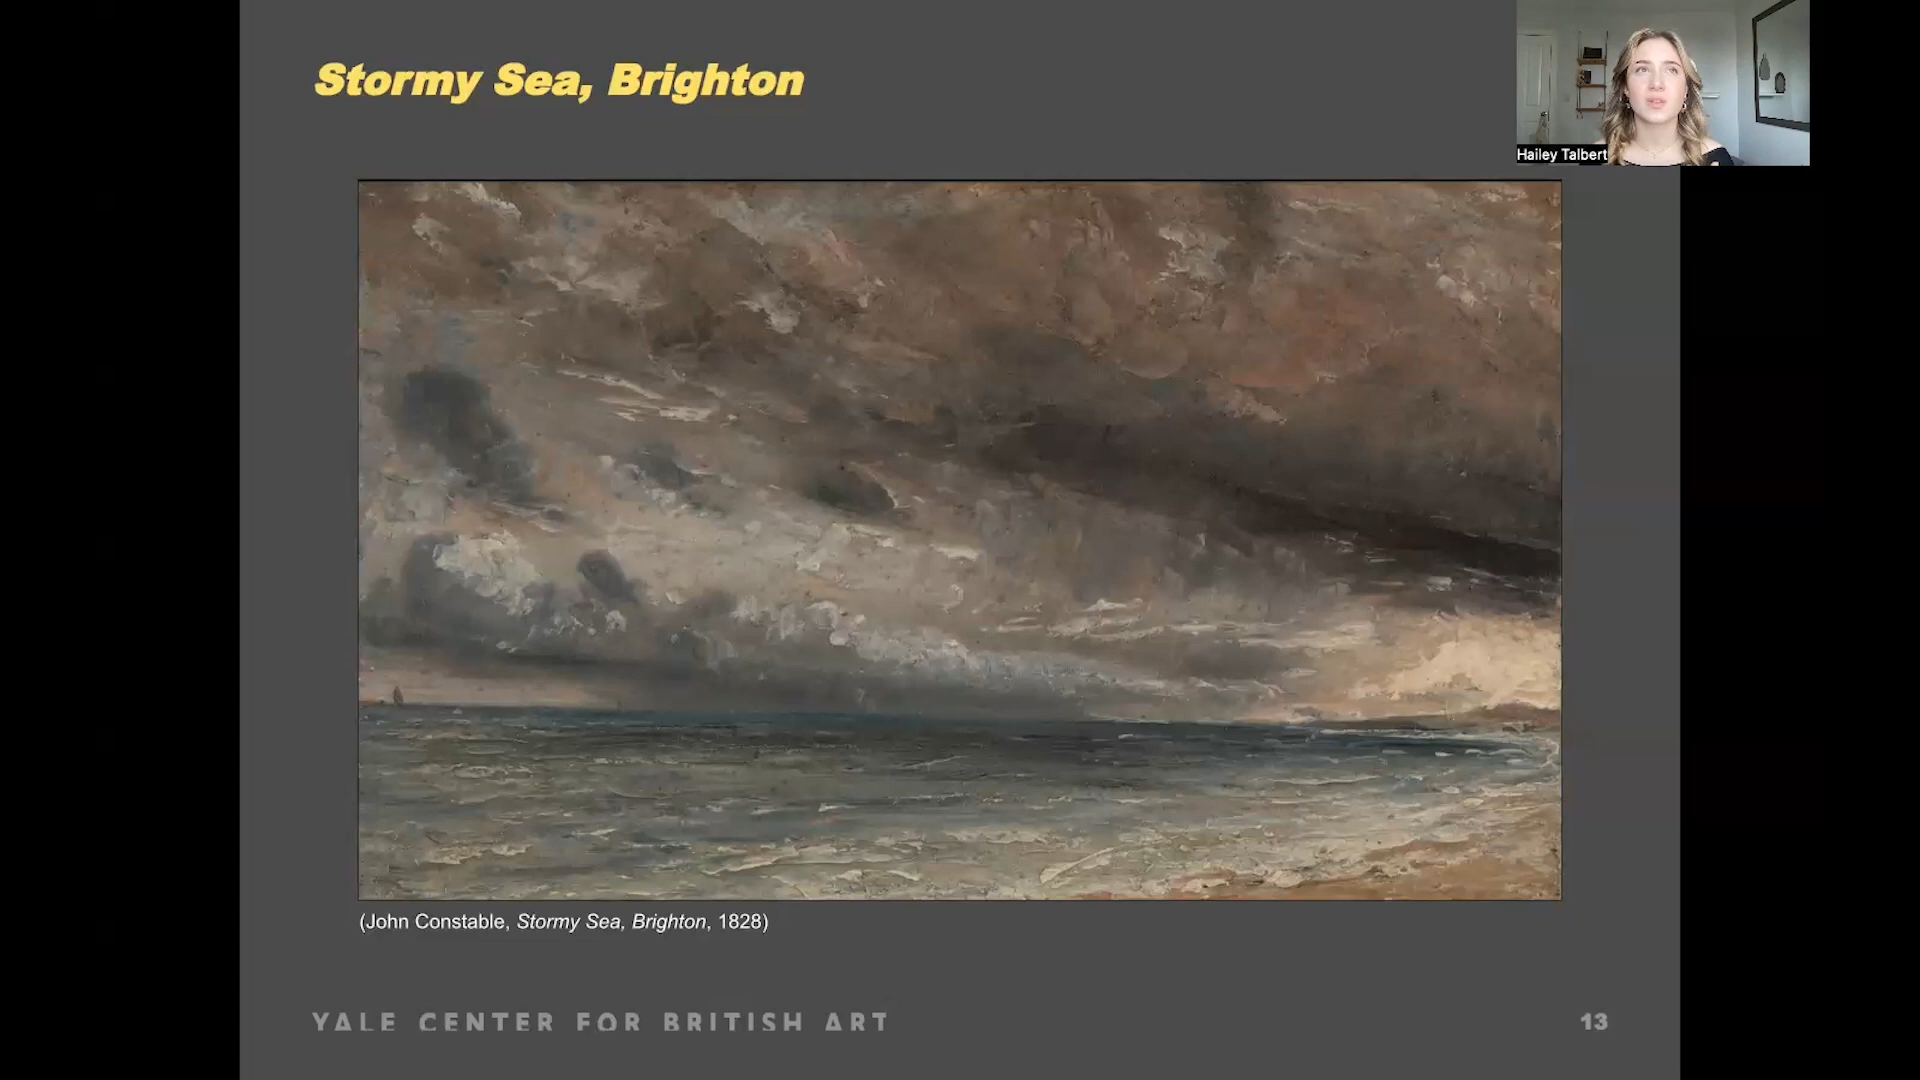 Stormy Sea, Brighton
Hailey Talbert
(John Constable, Stormy Sea, Brighton, 1828)
YALE CENTER FOR BRITISH ART
13